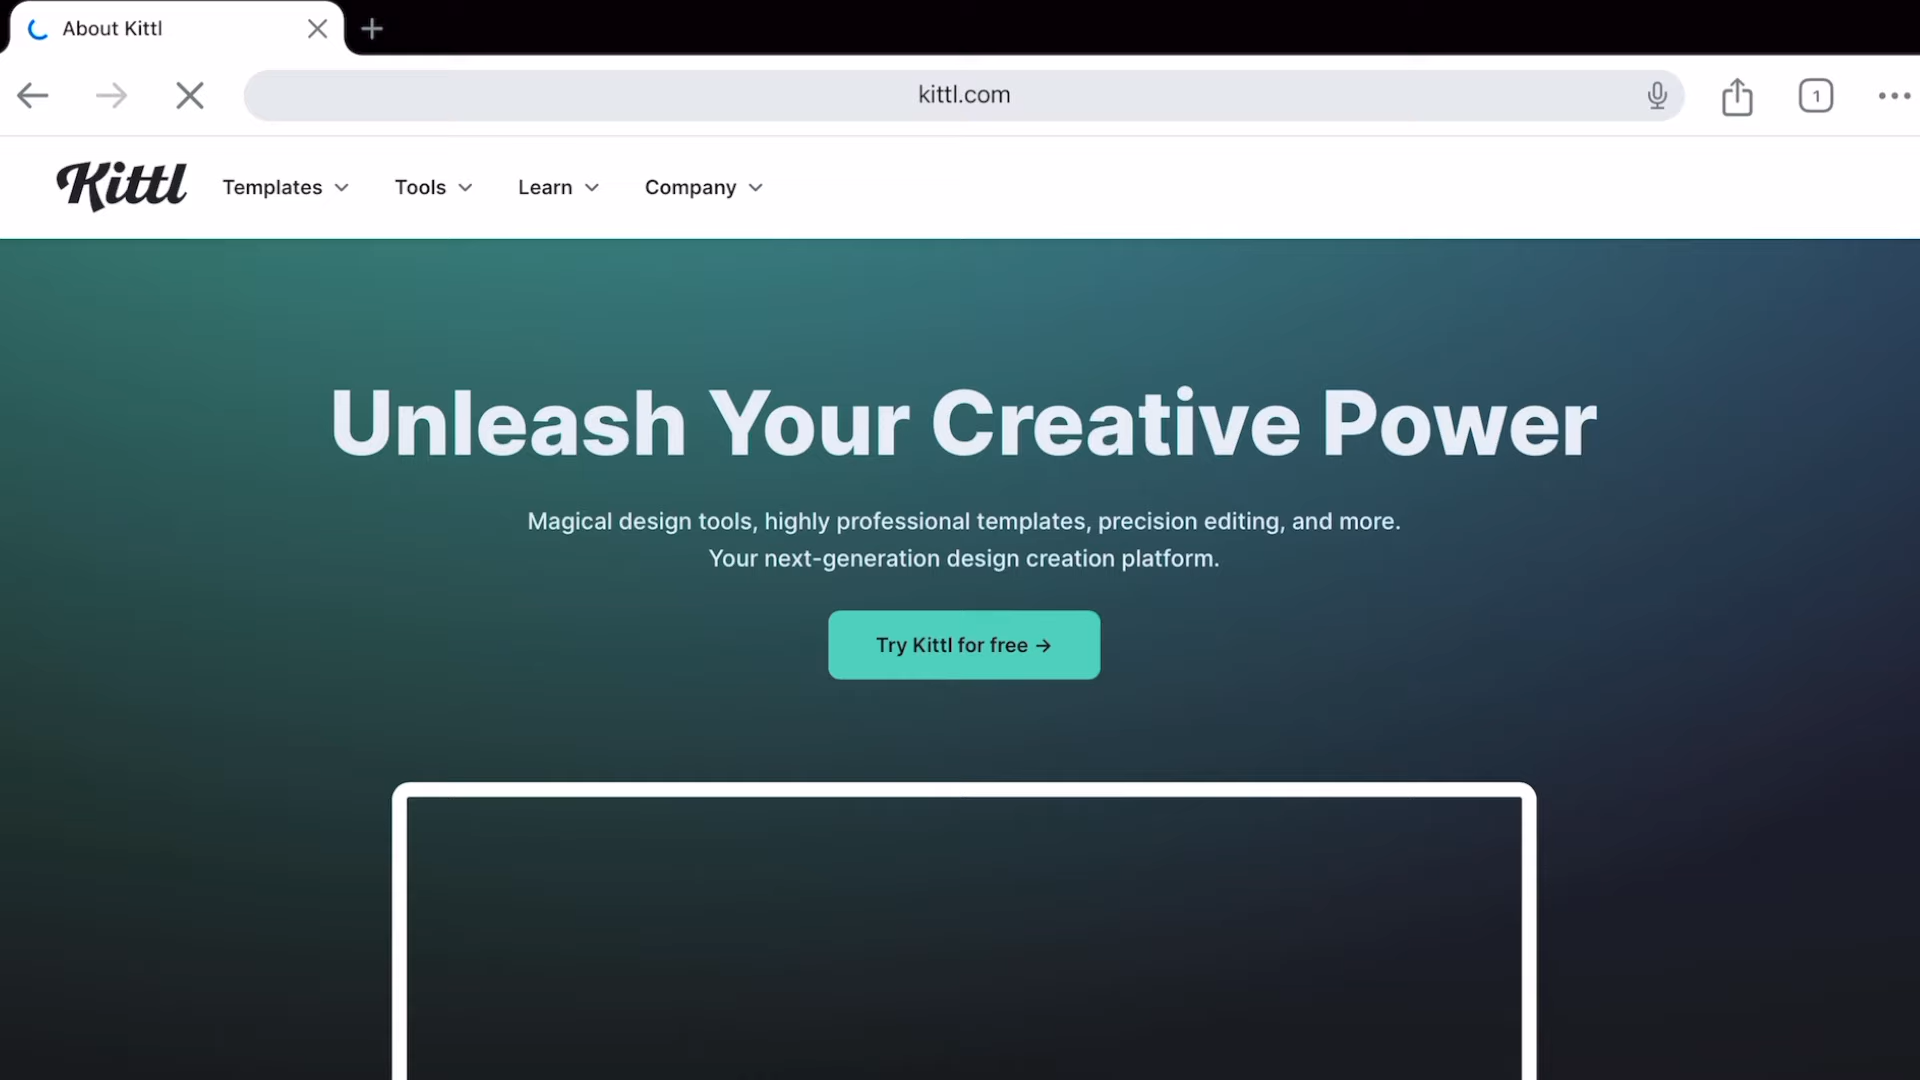 About Kittl
kittl.com
1
Kittl
Templates
Tools
Learn
Company
Unleash Your Creative Power
Magical design tools, highly professional templates, precision editing, and more.
Your next-generation design creation platform.
Try Kittl for free →